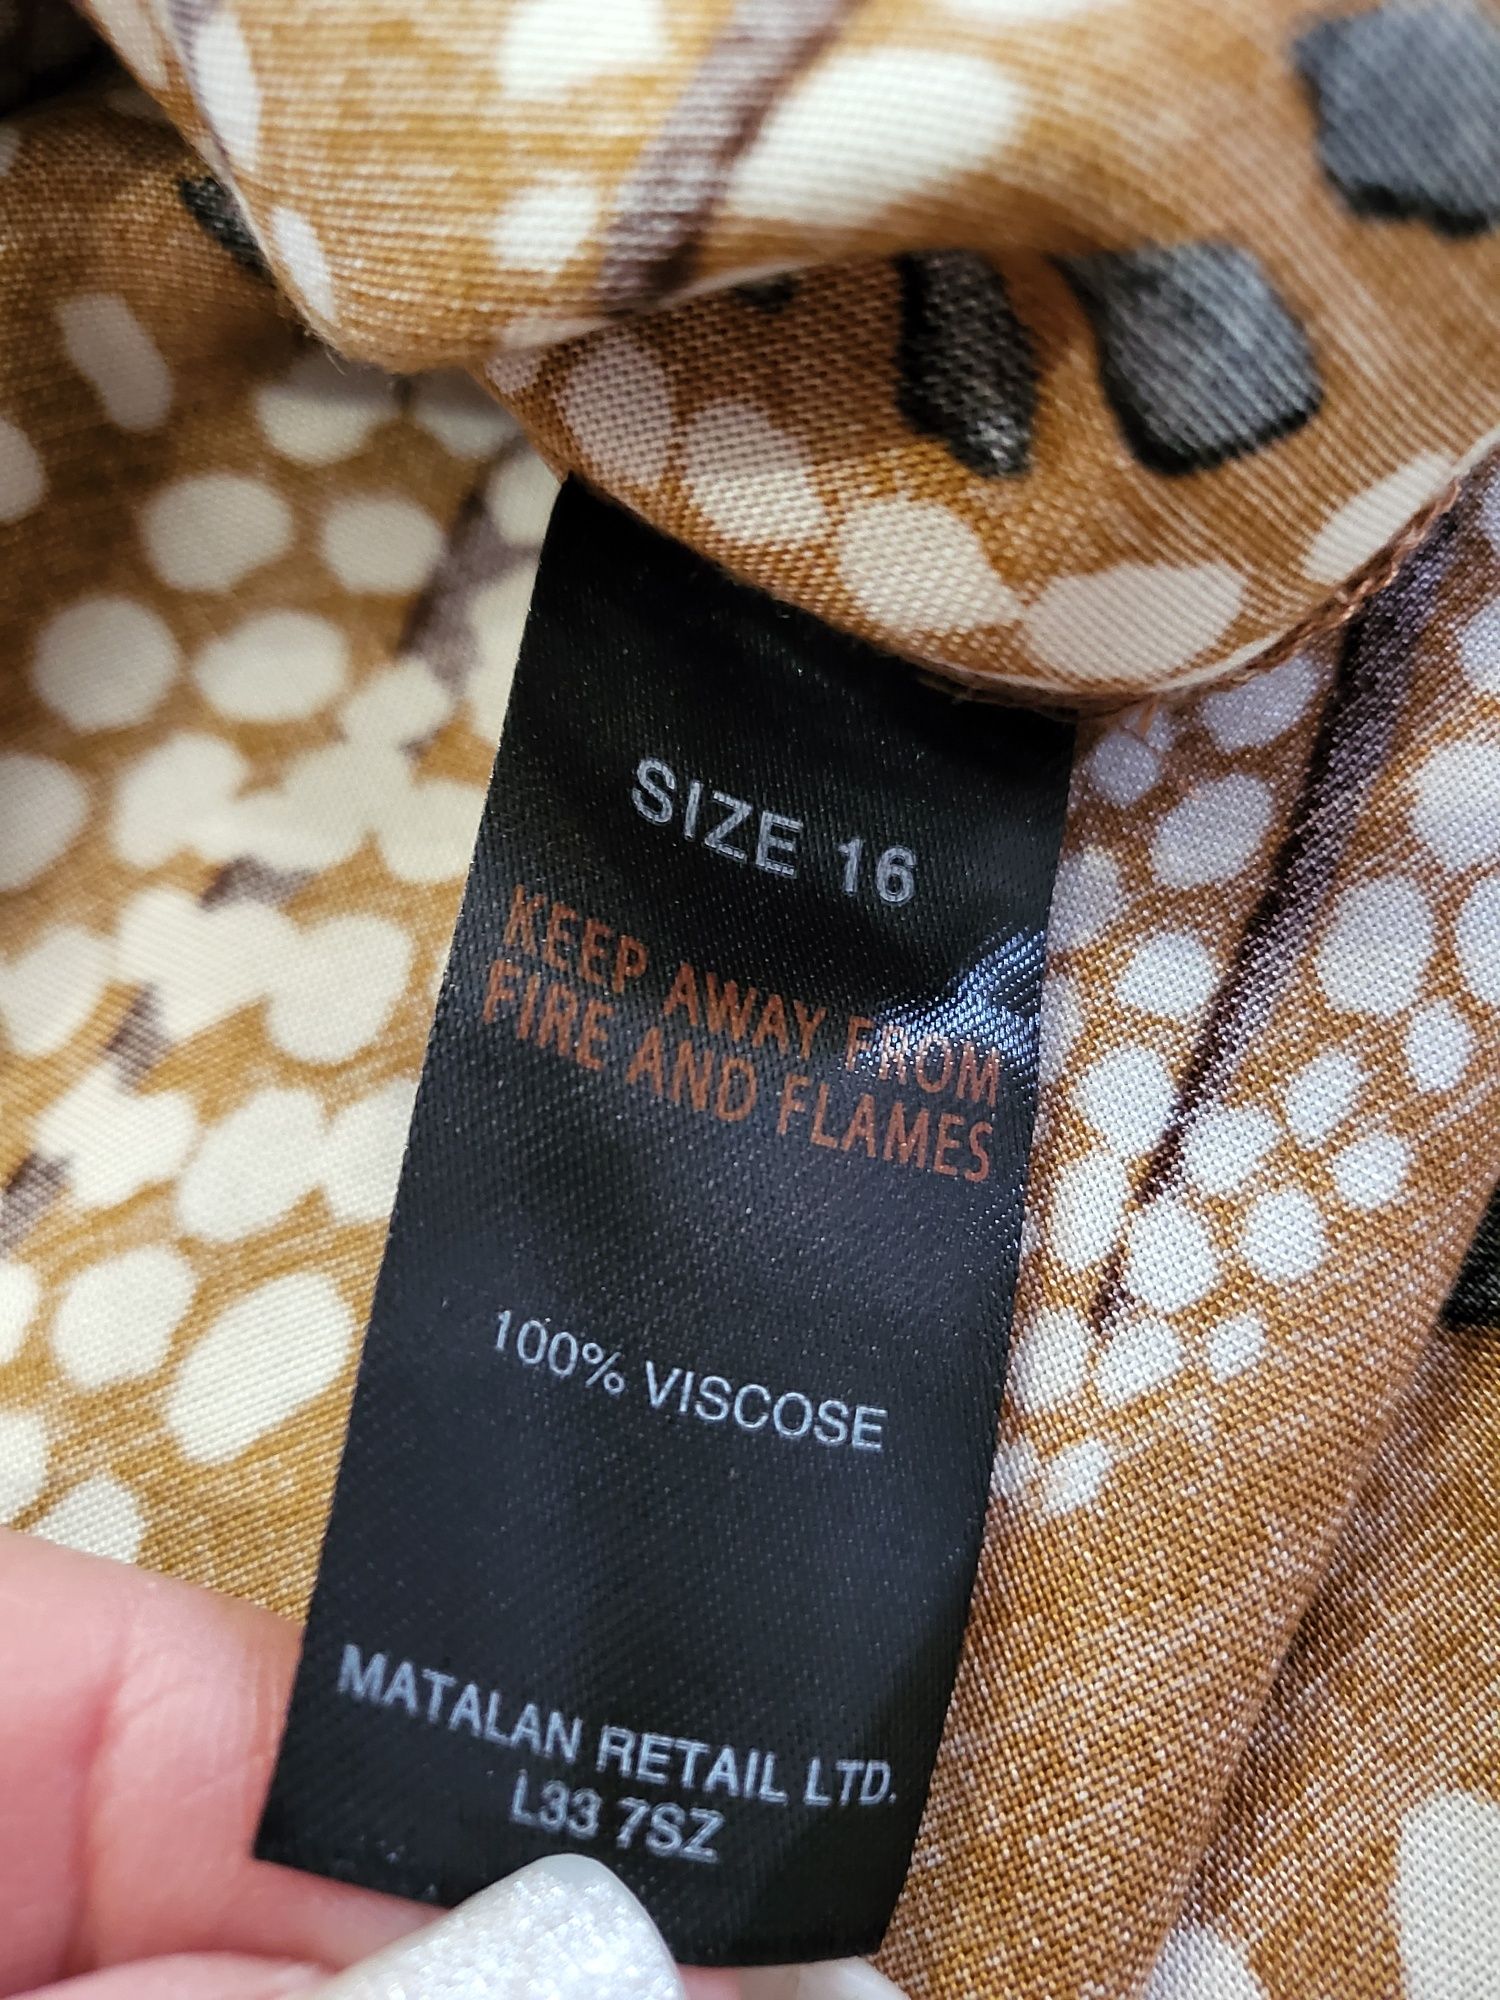 SIZE 16
KEEP AWAY FROM
FIRE AND FLAMES
100% VISCOSE
MATALAN RETAIL LTD.
L33 7SZ